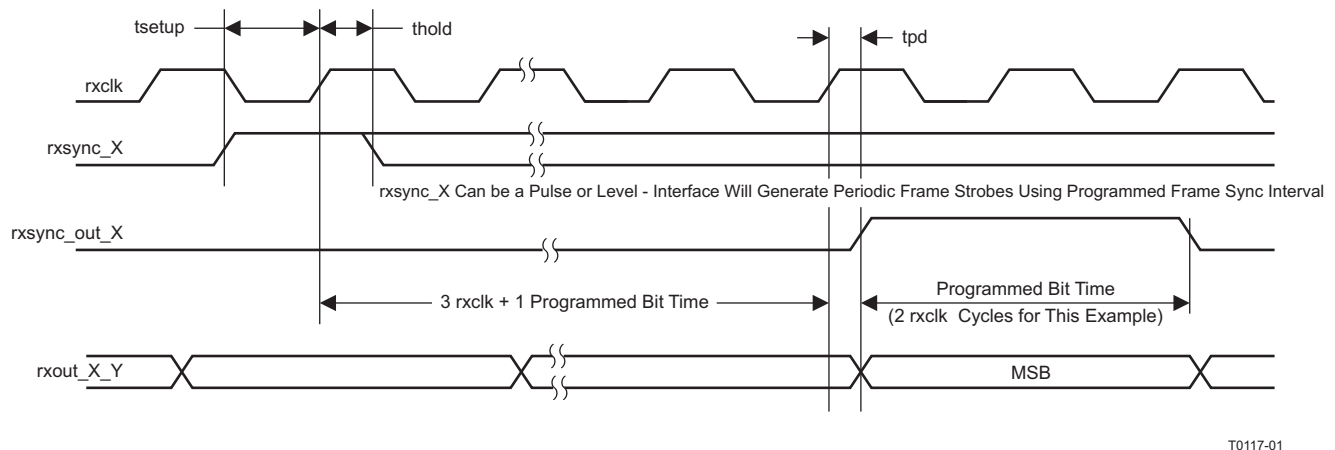 tsetup
thold
tpd
rxclk
rxsync_X
rxsync_X Can be a Pulse or Level - Interface Will Generate Periodic Frame Strobes Using Programmed Frame Sync Interval
rxsync_out_X
3 rxclk + 1 Programmed Bit Time
Programmed Bit Time
(2 rxclk Cycles for This Example)
rxout_X_Y
MSB
T0117-01